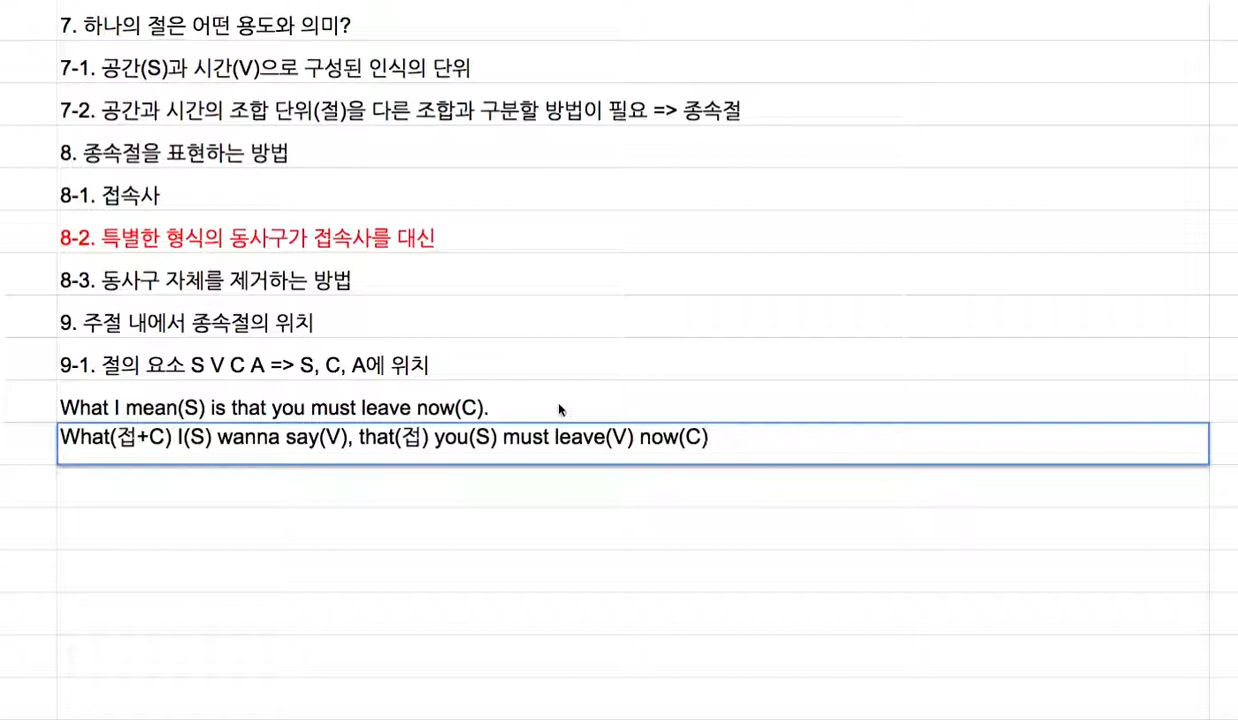 7. 하나의 절은 어떤 용도와 의미?
7-1. 공간(S)과 시간(V)으로 구성된 인식의 단위
7-2. 공간과 시간의 조합 단위(절)을 다른 조합과 구분할 방법이 필요 => 종속절
8. 종속절을 표현하는 방법
8-1. 접속사
8-2. 특별한 형식의 동사구가 접속사를 대신
8-3. 동사구 자체를 제거하는 방법
9. 주절 내에서 종속절의 위치
9-1. 절의 요소 S V C A => S, C, A에 위치
What I mean(S) is that you must leave now(C).
What(접+C) I(S) wanna say(V), that(접) you(S) must leave(V) now(C)